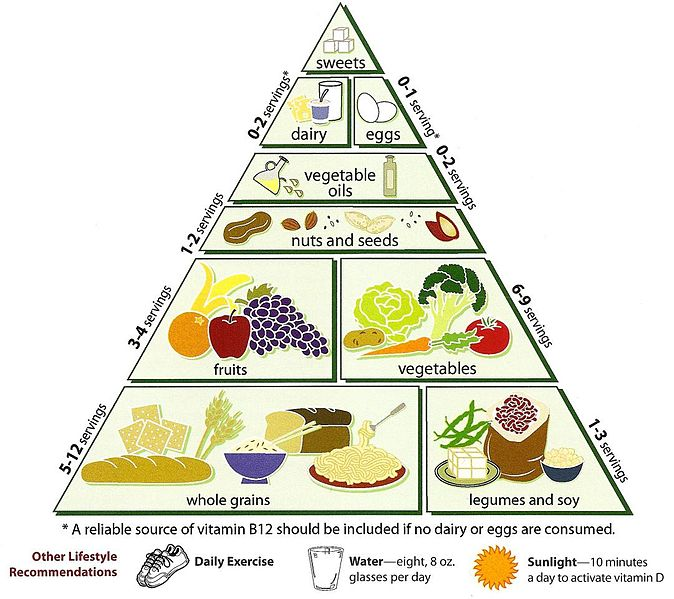 sweets
0-2 servings*
dairy
eggs
0-1 serving*
vegetable
oils
0-2 servings
1-2 servings
nuts and seeds
3-4 servings
fruits
vegetables
6-9 servings
5-12 servings
whole grains
legumes and soy
1-3 servings
* A reliable source of vitamin B12 should be included if no dairy or eggs are consumed.
Other Lifestyle
Recommendations
Daily Exercise
Water—eight, 8 oz.
glasses per day
Sunlight—10 minutes
a day to activate vitamin D